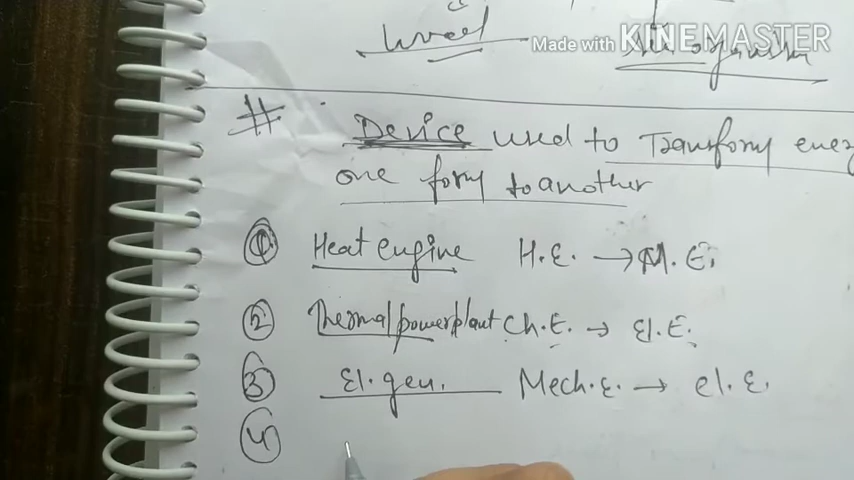 used
Made with KINEMASTER
# Device used to Transform energ
one form to another
① Heat engine H.E. → M.E.
② Thermal powerplant Ch.E. → El.E.
③ El.gen. Mech.E. → el.E.
④